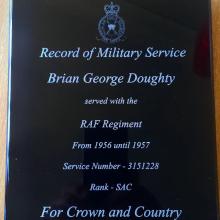 Record of Military Service
Brian George Doughty
served with the
RAF Regiment
From 1956 until 1957
Service Number - 3151228
Rank - SAC
For Crown and Country